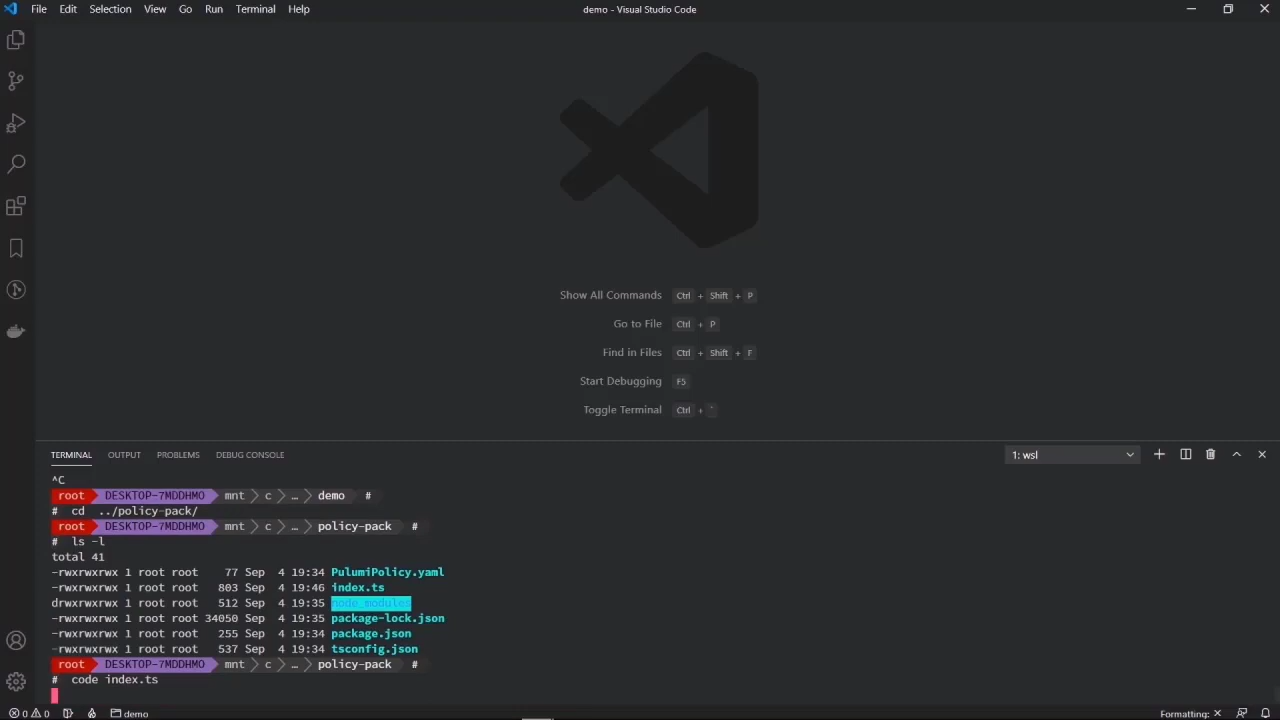 File Edit Selection View Go Run Terminal Help
demo - Visual Studio Code
Show All Commands Ctrl + Shift + P
Go to File Ctrl + P
Find in Files Ctrl + Shift + F
Start Debugging F5
Toggle Terminal Ctrl + `
TERMINAL OUTPUT PROBLEMS DEBUG CONSOLE
1: wsl
^C
root DESKTOP-7MDDHMO mnt c … demo #
# cd ../policy-pack/
root DESKTOP-7MDDHMO mnt c … policy-pack #
# ls -l
total 41
-rwxrwxrwx 1 root root 77 Sep 4 19:34 PulumiPolicy.yaml
-rwxrwxrwx 1 root root 803 Sep 4 19:46 index.ts
drwxrwxrwx 1 root root 512 Sep 4 19:35 node_modules
-rwxrwxrwx 1 root root 34050 Sep 4 19:35 package-lock.json
-rwxrwxrwx 1 root root 255 Sep 4 19:34 package.json
-rwxrwxrwx 1 root root 537 Sep 4 19:34 tsconfig.json
root DESKTOP-7MDDHMO mnt c … policy-pack #
# code index.ts
0 0 demo
Formatting: ×